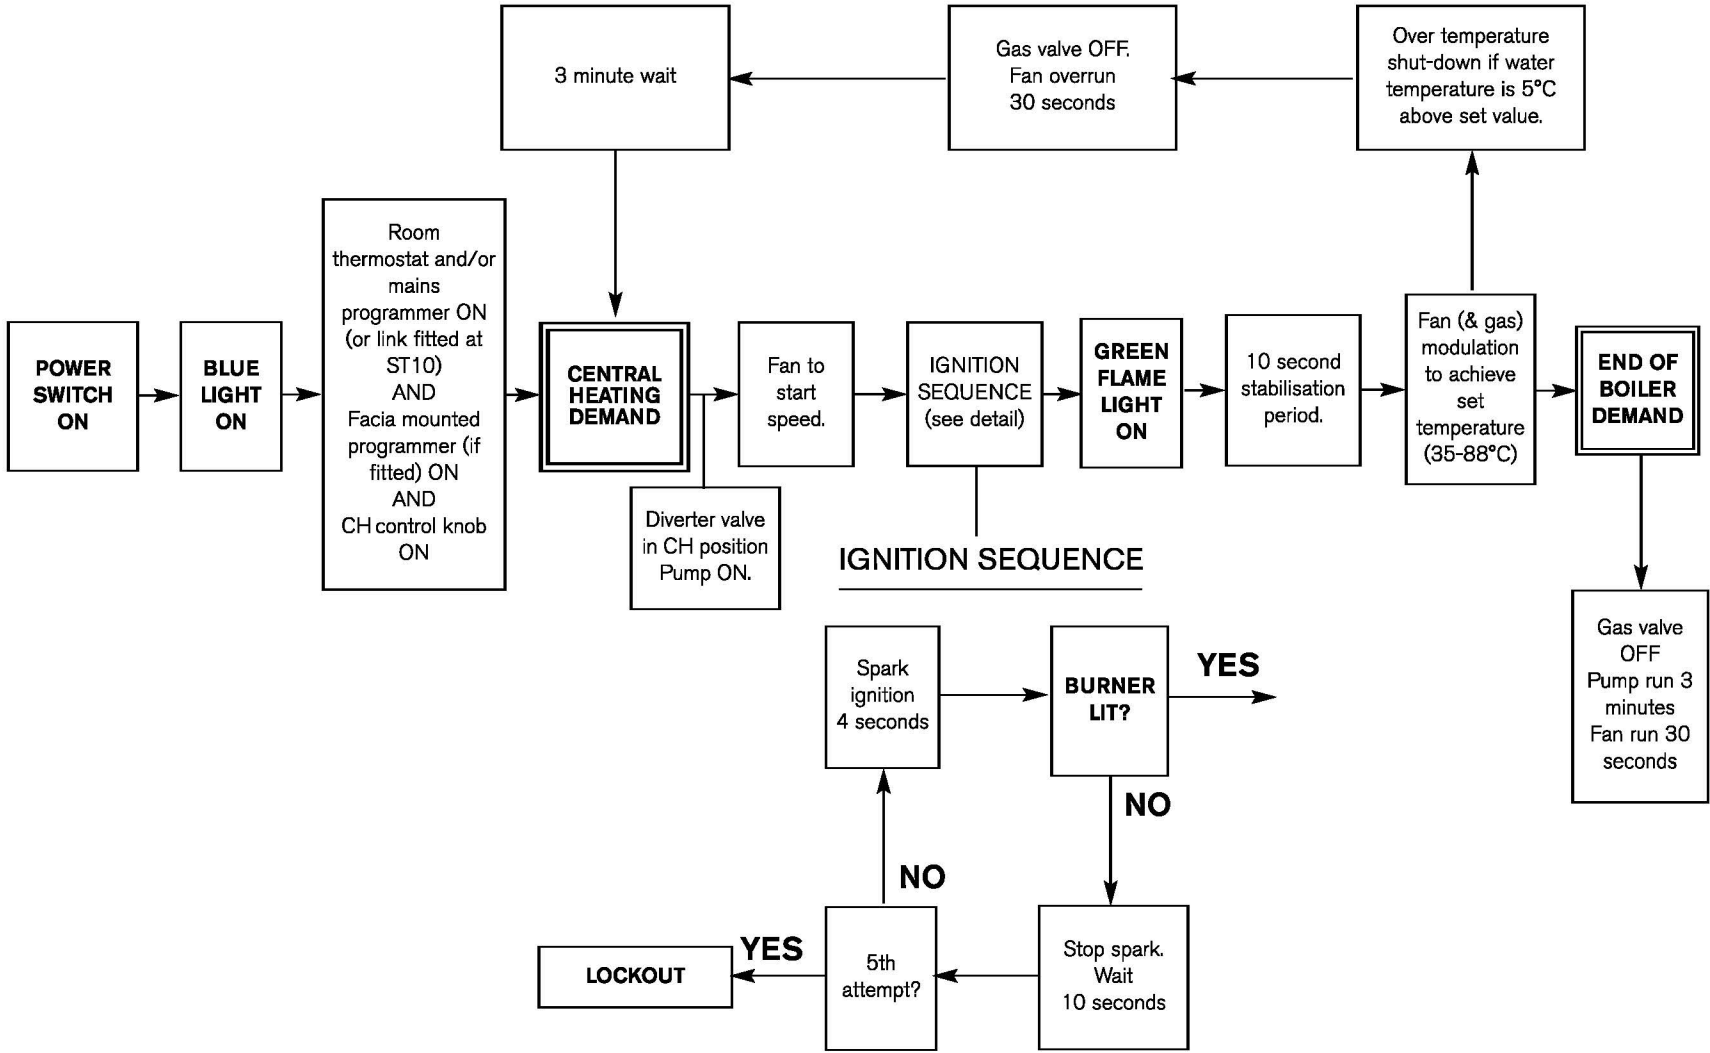 3 minute wait
Gas valve OFF.
Fan overrun
30 seconds
Over temperature
shut-down if water
temperature is 5°C
above set value.
POWER
SWITCH
ON
BLUE
LIGHT
ON
Room
thermostat and/or
mains
programmer ON
(or link fitted at
ST10)
AND
Facia mounted
programmer (if
fitted) ON
AND
CH control knob
ON
CENTRAL
HEATING
DEMAND
Diverter valve
in CH position
Pump ON.
Fan to
start
speed.
IGNITION
SEQUENCE
(see detail)
GREEN
FLAME
LIGHT
ON
10 second
stabilisation
period.
Fan (& gas)
modulation
to achieve
set
temperature
(35-88°C)
END OF
BOILER
DEMAND
Gas valve
OFF
Pump run 3
minutes
Fan run 30
seconds
IGNITION SEQUENCE
Spark
ignition
4 seconds
BURNER
LIT?
YES
NO
Stop spark.
Wait
10 seconds
5th
attempt?
NO
YES
LOCKOUT